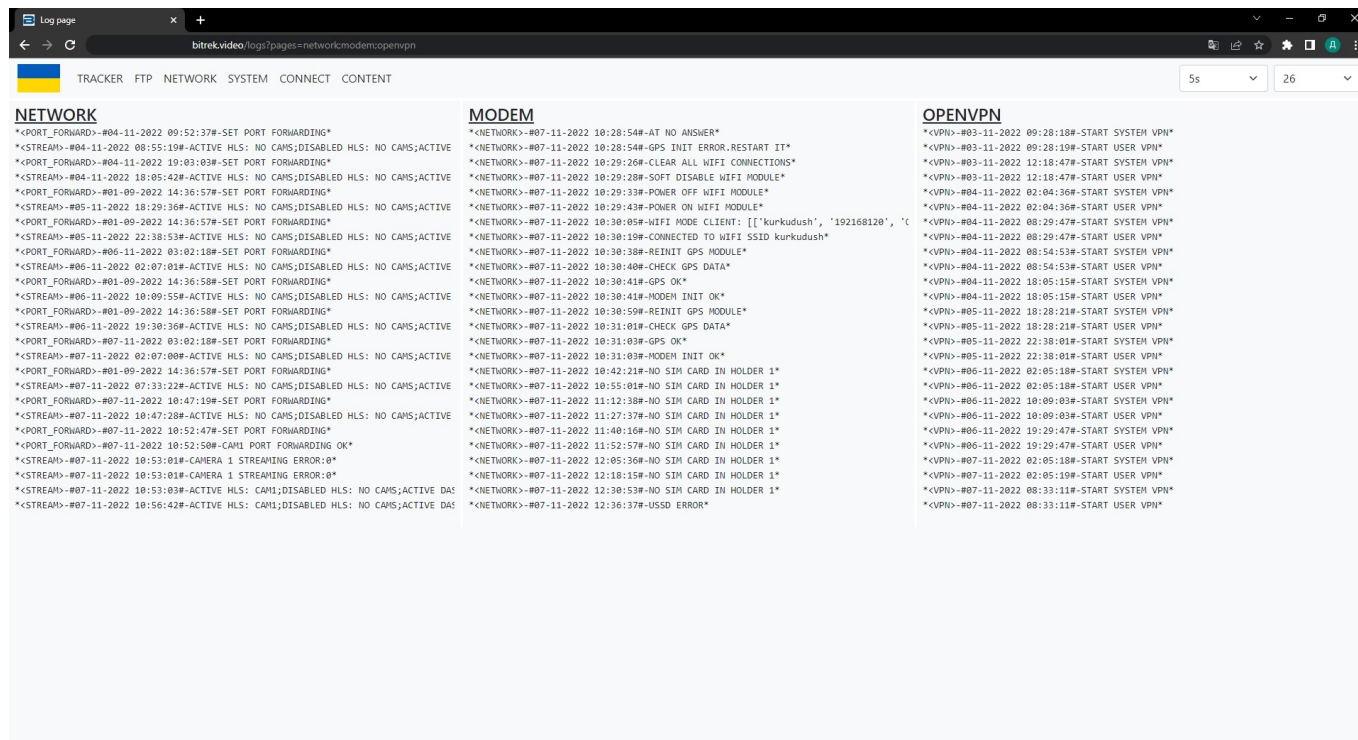 Log page
bitrek.video/logs?pages=network;modem;openvpn
TRACKER FTP NETWORK SYSTEM CONNECT CONTENT
5s
26
NETWORK
*<PORT_FORWARD>-#04-11-2022 09:52:37#-SET PORT FORWARDING*
*<STREAM>-#04-11-2022 08:55:19#-ACTIVE HLS: NO CAMS;DISABLED HLS: NO CAMS;ACTIVE
*<PORT_FORWARD>-#04-11-2022 19:03:03#-SET PORT FORWARDING*
*<STREAM>-#04-11-2022 18:05:42#-ACTIVE HLS: NO CAMS;DISABLED HLS: NO CAMS;ACTIVE
*<PORT_FORWARD>-#01-09-2022 14:36:57#-SET PORT FORWARDING*
*<STREAM>-#05-11-2022 18:29:36#-ACTIVE HLS: NO CAMS;DISABLED HLS: NO CAMS;ACTIVE
*<PORT_FORWARD>-#01-09-2022 14:36:57#-SET PORT FORWARDING*
*<STREAM>-#05-11-2022 22:38:53#-ACTIVE HLS: NO CAMS;DISABLED HLS: NO CAMS;ACTIVE
*<PORT_FORWARD>-#06-11-2022 03:02:18#-SET PORT FORWARDING*
*<STREAM>-#06-11-2022 02:07:01#-ACTIVE HLS: NO CAMS;DISABLED HLS: NO CAMS;ACTIVE
*<PORT_FORWARD>-#01-09-2022 14:36:58#-SET PORT FORWARDING*
*<STREAM>-#06-11-2022 10:09:55#-ACTIVE HLS: NO CAMS;DISABLED HLS: NO CAMS;ACTIVE
*<PORT_FORWARD>-#01-09-2022 14:36:58#-SET PORT FORWARDING*
*<STREAM>-#06-11-2022 19:30:36#-ACTIVE HLS: NO CAMS;DISABLED HLS: NO CAMS;ACTIVE
*<PORT_FORWARD>-#07-11-2022 03:02:18#-SET PORT FORWARDING*
*<STREAM>-#07-11-2022 02:07:00#-ACTIVE HLS: NO CAMS;DISABLED HLS: NO CAMS;ACTIVE
*<PORT_FORWARD>-#01-09-2022 14:36:57#-SET PORT FORWARDING*
*<STREAM>-#07-11-2022 07:33:22#-ACTIVE HLS: NO CAMS;DISABLED HLS: NO CAMS;ACTIVE
*<PORT_FORWARD>-#07-11-2022 10:47:19#-SET PORT FORWARDING*
*<STREAM>-#07-11-2022 10:47:28#-ACTIVE HLS: NO CAMS;DISABLED HLS: NO CAMS;ACTIVE
*<PORT_FORWARD>-#07-11-2022 10:52:47#-SET PORT FORWARDING*
*<PORT_FORWARD>-#07-11-2022 10:52:50#-CAM1 PORT FORWARDING OK*
*<STREAM>-#07-11-2022 10:53:01#-CAMERA 1 STREAMING ERROR:0*
*<STREAM>-#07-11-2022 10:53:01#-CAMERA 1 STREAMING ERROR:0*
*<STREAM>-#07-11-2022 10:53:03#-ACTIVE HLS: CAM1;DISABLED HLS: NO CAMS;ACTIVE DAS
*<STREAM>-#07-11-2022 10:56:42#-ACTIVE HLS: CAM1;DISABLED HLS: NO CAMS;ACTIVE DAS
MODEM
*<NETWORK>-#07-11-2022 10:28:54#-AT NO ANSWER*
*<NETWORK>-#07-11-2022 10:28:54#-GPS INIT ERROR.RESTART IT*
*<NETWORK>-#07-11-2022 10:29:26#-CLEAR ALL WIFI CONNECTIONS*
*<NETWORK>-#07-11-2022 10:29:28#-SOFT DISABLE WIFI MODULE*
*<NETWORK>-#07-11-2022 10:29:33#-POWER OFF WIFI MODULE*
*<NETWORK>-#07-11-2022 10:29:43#-POWER ON WIFI MODULE*
*<NETWORK>-#07-11-2022 10:30:05#-WIFI MODE CLIENT: [['kurkudush', '192168120', '
*<NETWORK>-#07-11-2022 10:30:19#-CONNECTED TO WIFI SSID kurkudush*
*<NETWORK>-#07-11-2022 10:30:38#-REINIT GPS MODULE*
*<NETWORK>-#07-11-2022 10:30:40#-CHECK GPS DATA*
*<NETWORK>-#07-11-2022 10:30:41#-GPS OK*
*<NETWORK>-#07-11-2022 10:30:41#-MODEM INIT OK*
*<NETWORK>-#07-11-2022 10:30:59#-REINIT GPS MODULE*
*<NETWORK>-#07-11-2022 10:31:01#-CHECK GPS DATA*
*<NETWORK>-#07-11-2022 10:31:03#-GPS OK*
*<NETWORK>-#07-11-2022 10:31:03#-MODEM INIT OK*
*<NETWORK>-#07-11-2022 10:42:21#-NO SIM CARD IN HOLDER 1*
*<NETWORK>-#07-11-2022 10:55:01#-NO SIM CARD IN HOLDER 1*
*<NETWORK>-#07-11-2022 11:12:38#-NO SIM CARD IN HOLDER 1*
*<NETWORK>-#07-11-2022 11:27:37#-NO SIM CARD IN HOLDER 1*
*<NETWORK>-#07-11-2022 11:40:16#-NO SIM CARD IN HOLDER 1*
*<NETWORK>-#07-11-2022 11:52:57#-NO SIM CARD IN HOLDER 1*
*<NETWORK>-#07-11-2022 12:05:36#-NO SIM CARD IN HOLDER 1*
*<NETWORK>-#07-11-2022 12:18:15#-NO SIM CARD IN HOLDER 1*
*<NETWORK>-#07-11-2022 12:30:53#-NO SIM CARD IN HOLDER 1*
*<NETWORK>-#07-11-2022 12:36:37#-USSD ERROR*
OPENVPN
*<VPN>-#03-11-2022 09:28:18#-START SYSTEM VPN*
*<VPN>-#03-11-2022 09:28:19#-START USER VPN*
*<VPN>-#03-11-2022 12:18:47#-START SYSTEM VPN*
*<VPN>-#03-11-2022 12:18:47#-START USER VPN*
*<VPN>-#04-11-2022 02:04:36#-START SYSTEM VPN*
*<VPN>-#04-11-2022 02:04:36#-START USER VPN*
*<VPN>-#04-11-2022 08:29:47#-START SYSTEM VPN*
*<VPN>-#04-11-2022 08:29:47#-START USER VPN*
*<VPN>-#04-11-2022 08:54:53#-START SYSTEM VPN*
*<VPN>-#04-11-2022 08:54:53#-START USER VPN*
*<VPN>-#04-11-2022 18:05:15#-START SYSTEM VPN*
*<VPN>-#04-11-2022 18:05:15#-START USER VPN*
*<VPN>-#05-11-2022 18:28:21#-START SYSTEM VPN*
*<VPN>-#05-11-2022 18:28:21#-START USER VPN*
*<VPN>-#05-11-2022 22:38:01#-START SYSTEM VPN*
*<VPN>-#05-11-2022 22:38:01#-START USER VPN*
*<VPN>-#06-11-2022 02:05:18#-START SYSTEM VPN*
*<VPN>-#06-11-2022 02:05:18#-START USER VPN*
*<VPN>-#06-11-2022 10:09:03#-START SYSTEM VPN*
*<VPN>-#06-11-2022 10:09:03#-START USER VPN*
*<VPN>-#06-11-2022 19:29:47#-START SYSTEM VPN*
*<VPN>-#06-11-2022 19:29:47#-START USER VPN*
*<VPN>-#07-11-2022 02:05:18#-START SYSTEM VPN*
*<VPN>-#07-11-2022 02:05:19#-START USER VPN*
*<VPN>-#07-11-2022 08:33:11#-START SYSTEM VPN*
*<VPN>-#07-11-2022 08:33:11#-START USER VPN*